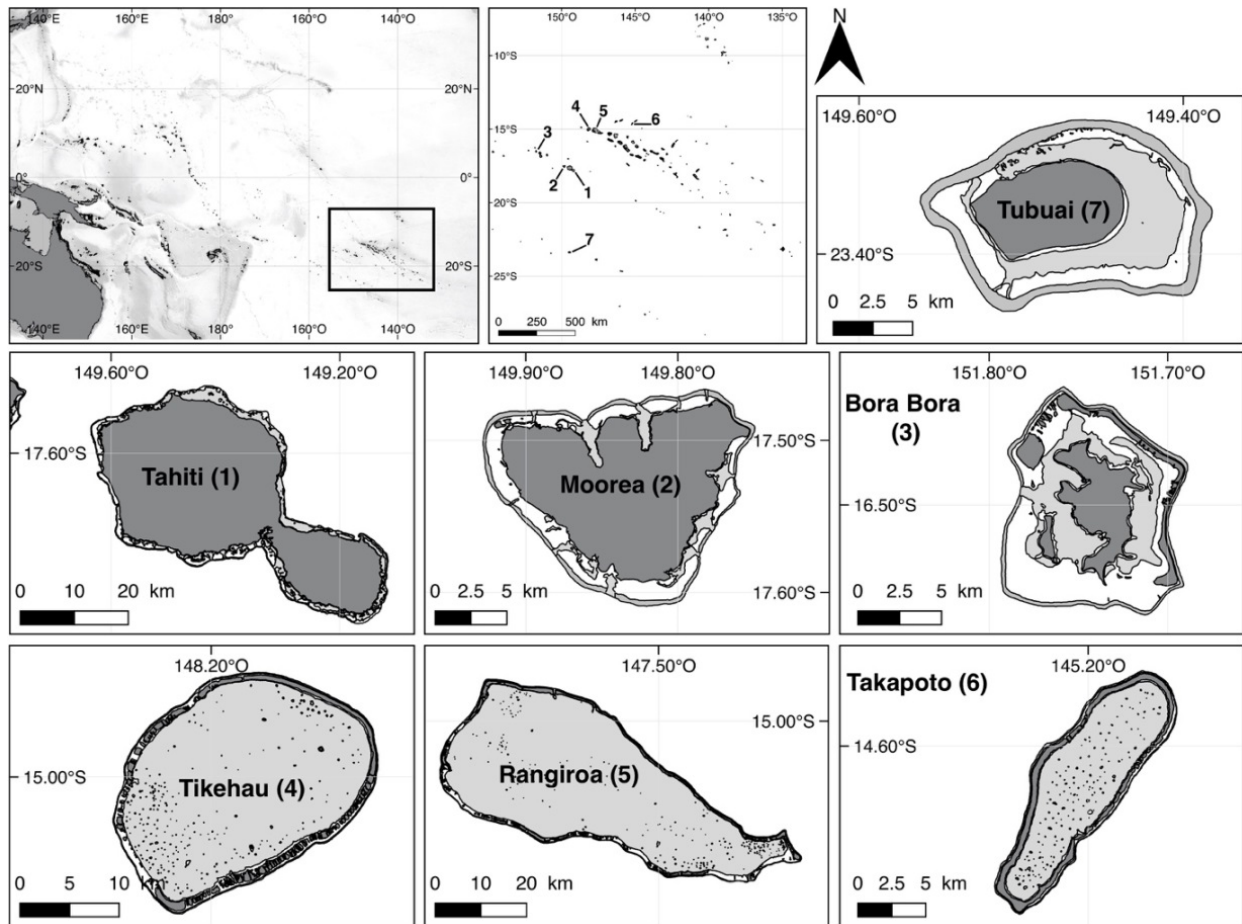 140°E 160°E 180° 160°O 140°O
20°N
0°
20°S
140°E 160°E 180° 160°O 140°O
150°O 145°O 140°O 135°O
10°S
15°S
20°S
25°S
4 5 6
3
2 1
7
0 250 500 km
N
149.60°O 149.40°O
Tubuai (7)
23.40°S
0 2.5 5 km
149.60°O 149.20°O
17.60°S
Tahiti (1)
0 10 20 km
149.90°O 149.80°O
17.50°S
Moorea (2)
0 2.5 5 km
17.60°S
151.80°O 151.70°O
Bora Bora
(3)
16.50°S
0 2.5 5 km
148.20°O
15.00°S
Tikehau (4)
0 5 10 km
147.50°O
15.00°S
Rangiroa (5)
0 10 20 km
145.20°O
Takapoto (6)
14.60°S
0 2.5 5 km